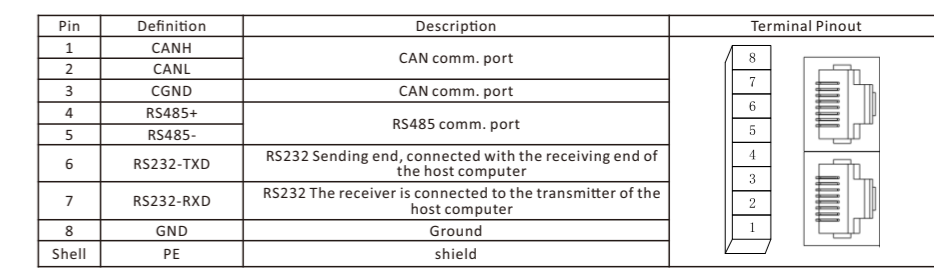 Pin Definition Description Terminal Pinout
1 CANH CAN comm. port
2 CANL
3 CGND CAN comm. port
4 RS485+ RS485 comm. port
5 RS485-
6 RS232-TXD RS232 Sending end, connected with the receiving end of
the host computer
7 RS232-RXD RS232 The receiver is connected to the transmitter of the
host computer
8 GND Ground
Shell PE shield
8
7
6
5
4
3
2
1